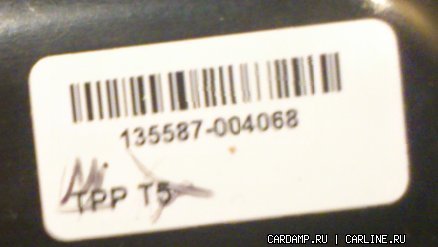 135587-004068
TPP T5
CARDAMP.RU | CARLINE.RU